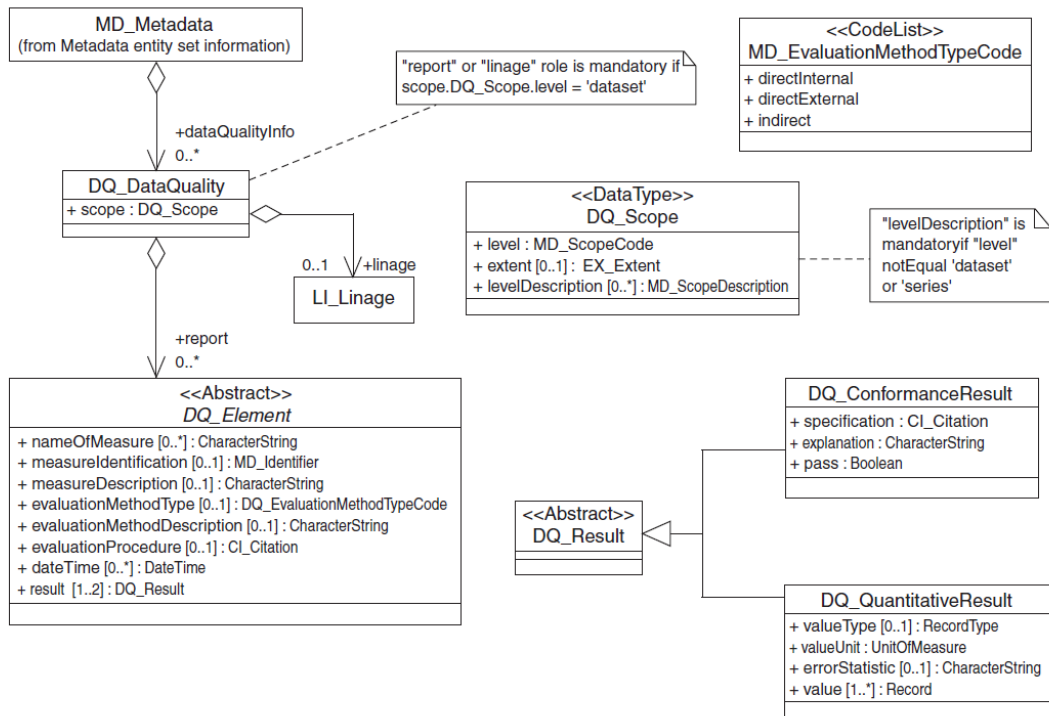 MD_Metadata
(from Metadata entity set information)
"report" or "linage" role is mandatory if
scope.DQ_Scope.level = 'dataset'
<<CodeList>>
MD_EvaluationMethodTypeCode
+ directInternal
+ directExternal
+ indirect
+dataQualityInfo
0..*
DQ_DataQuality
+ scope : DQ_Scope
<<DataType>>
DQ_Scope
+ level : MD_ScopeCode
+ extent [0..1] : EX_Extent
+ levelDescription [0..*] : MD_ScopeDescription
"levelDescription" is
mandatoryif "level"
notEqual 'dataset'
or 'series'
0..1
+linage
LI_Linage
+report
0..*
<<Abstract>>
DQ_Element
+ nameOfMeasure [0..*] : CharacterString
+ measureIdentification [0..1] : MD_Identifier
+ measureDescription [0..1] : CharacterString
+ evaluationMethodType [0..1] : DQ_EvaluationMethodTypeCode
+ evaluationMethodDescription [0..1] : CharacterString
+ evaluationProcedure [0..1] : CI_Citation
+ dateTime [0..*] : DateTime
+ result [1..2] : DQ_Result
<<Abstract>>
DQ_Result
DQ_ConformanceResult
+ specification : CI_Citation
+ explanation : CharacterString
+ pass : Boolean
DQ_QuantitativeResult
+ valueType [0..1] : RecordType
+ valueUnit : UnitOfMeasure
+ errorStatistic [0..1] : CharacterString
+ value [1..*] : Record